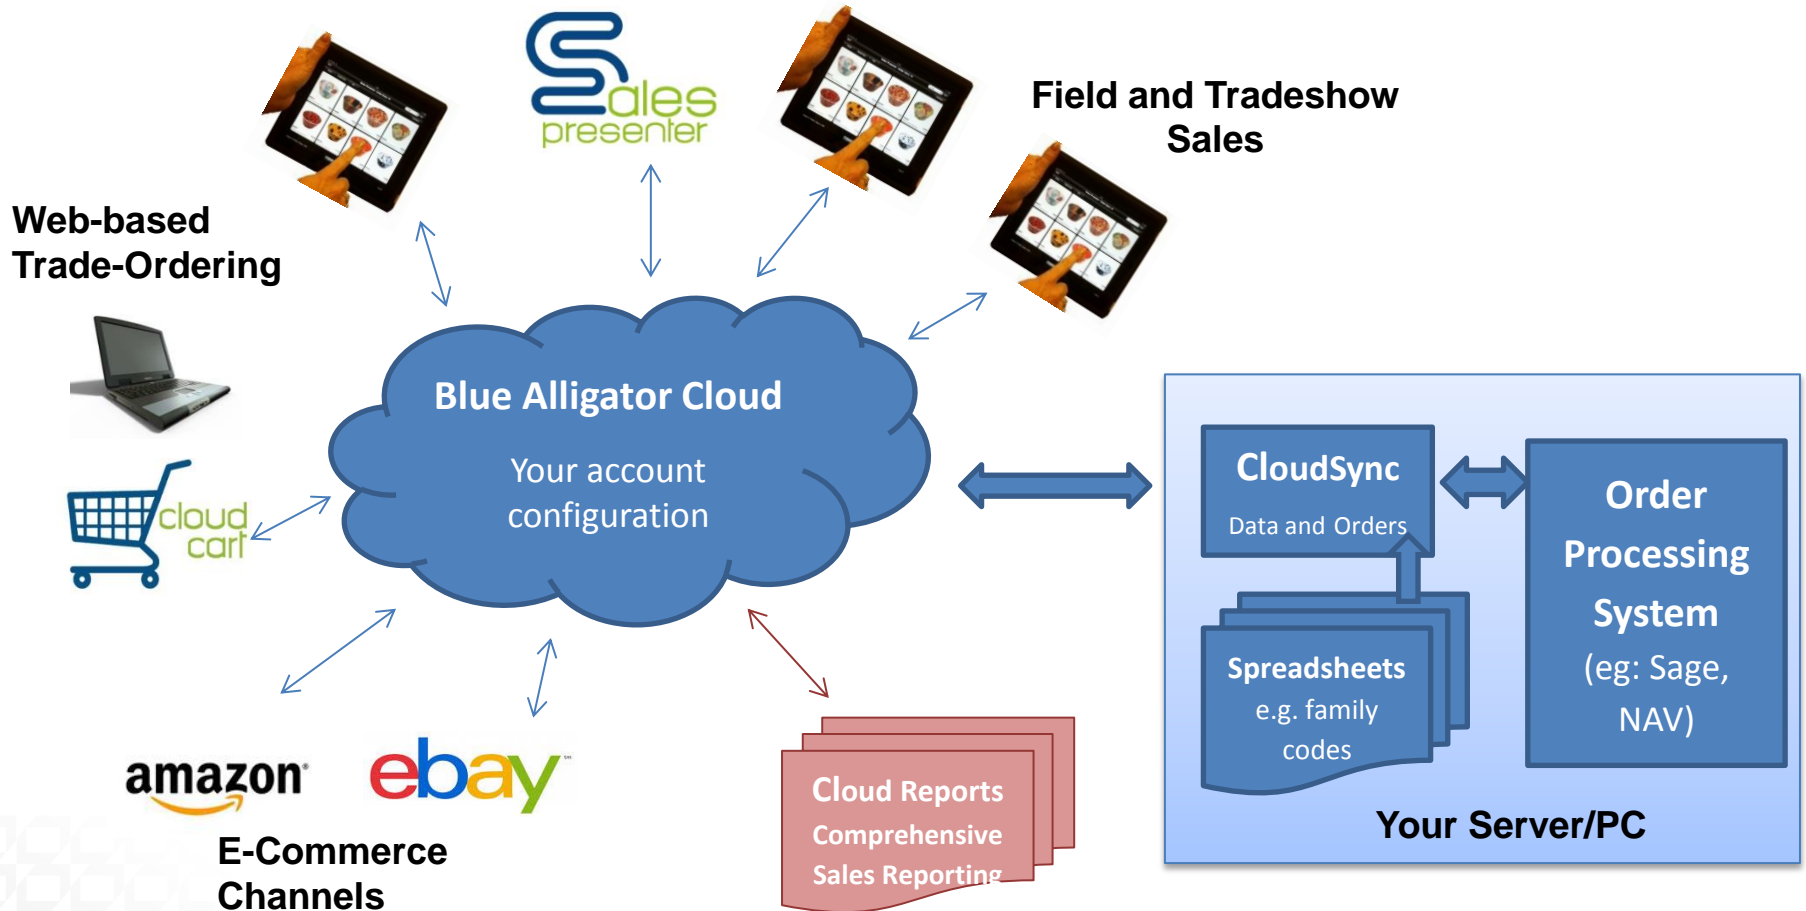 Sales
presenter
Field and Tradeshow
Sales
Web-based
Trade-Ordering
cloud
cart
Blue Alligator Cloud
Your account
configuration
CloudSync
Data and Orders
Order
Processing
System
(eg: Sage,
NAV)
Spreadsheets
e.g. family
codes
Your Server/PC
amazon
ebay
E-Commerce
Channels
Cloud Reports
Comprehensive
Sales Reporting